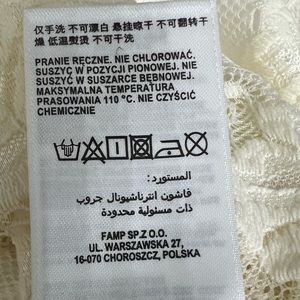 仅手洗 不可漂白 悬挂晾干 不可翻转干
燥 低温熨烫 不可干洗
PRANIE RĘCZNE. NIE CHLOROWAĆ.
SUSZYĆ W POZYCJI PIONOWEJ. NIE
SUSZYĆ W SUSZARCE BĘBNOWEJ.
MAKSYMALNA TEMPERATURA
PRASOWANIA 110 °C. NIE CZYŚCIĆ
CHEMICZNIE
المستورد:
فاشون انترناشيونال جروب
ذات مسئولية محدودة
FAMP SP.Z O.O.
UL. WARSZAWSKA 27,
16-070 CHOROSZCZ, POLSKA